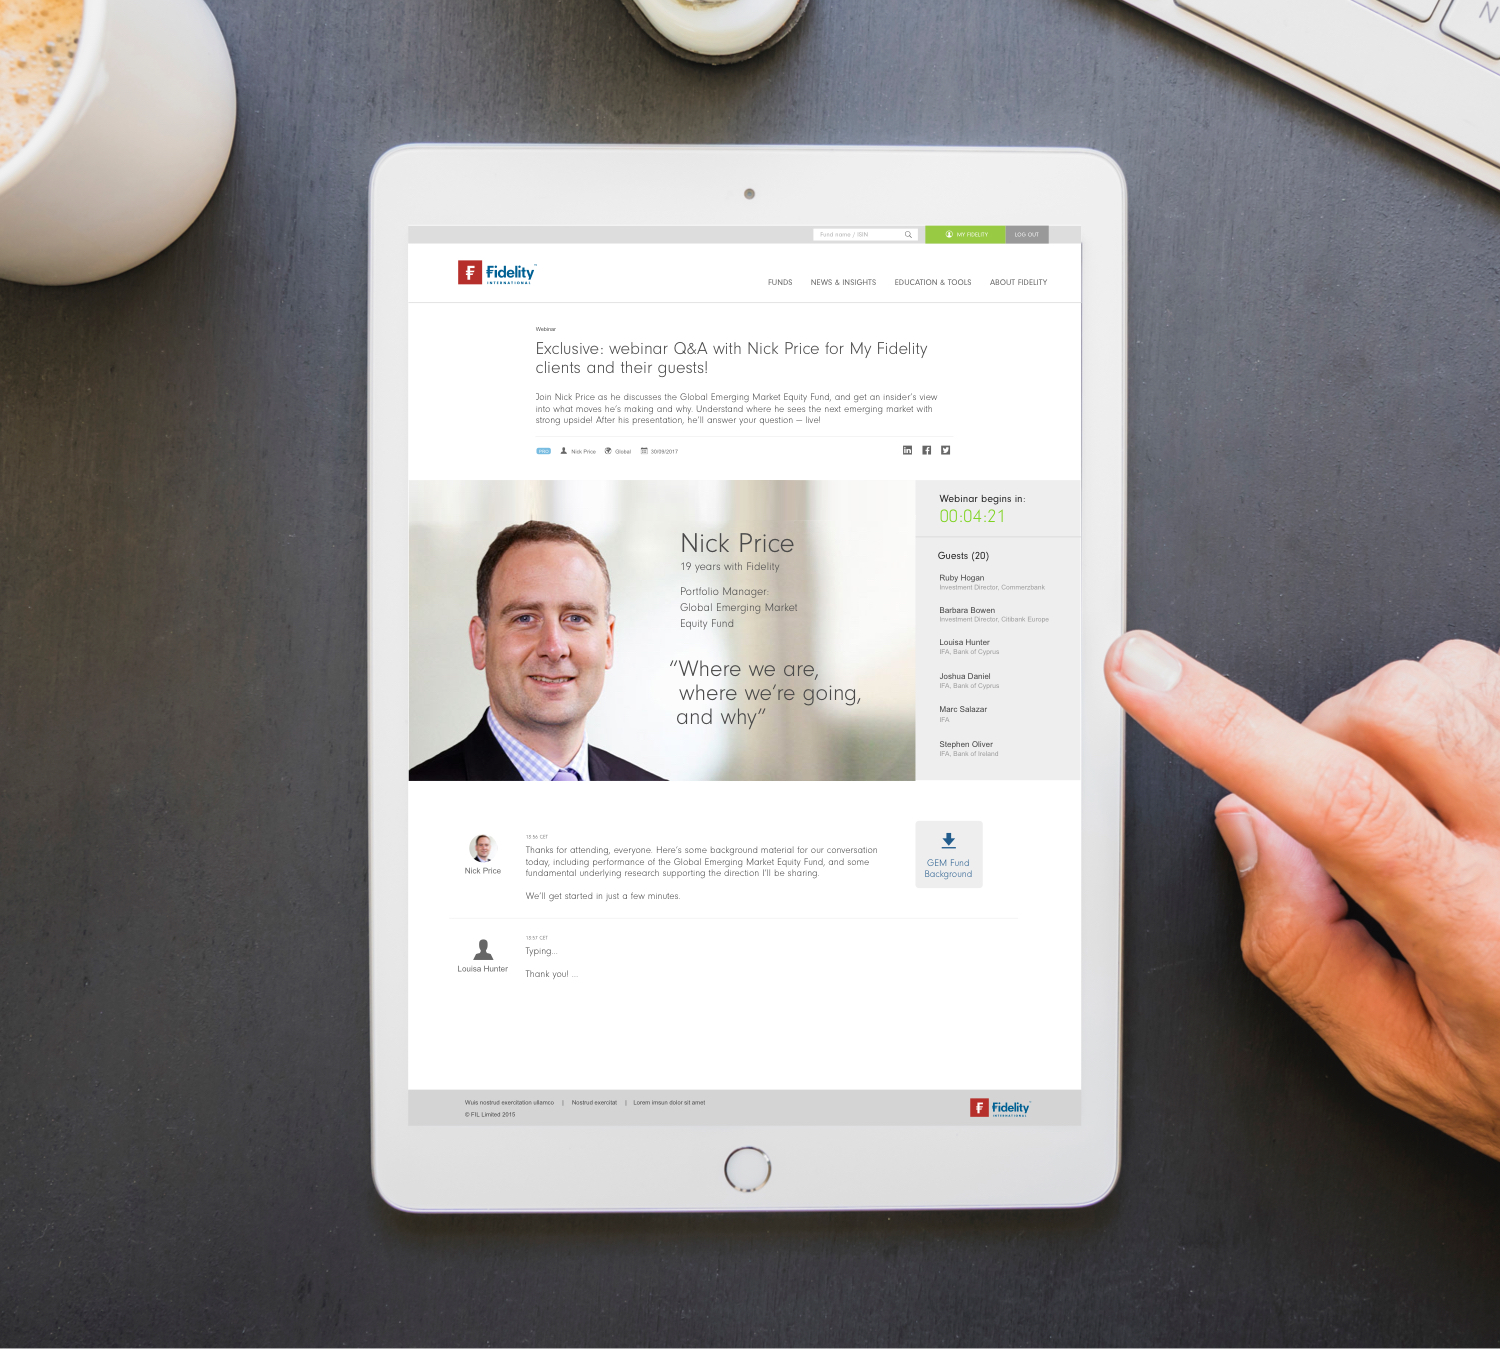 N
Fund name / ISIN
MY FIDELITY
LOG OUT
Fidelity™
INTERNATIONAL
FUNDS NEWS & INSIGHTS EDUCATION & TOOLS ABOUT FIDELITY
Webinar
Exclusive: webinar Q&A with Nick Price for My Fidelity
clients and their guests!
Join Nick Price as he discusses the Global Emerging Market Equity Fund, and get an insider's view
into what moves he's making and why. Understand where he sees the next emerging market with
strong upside! After his presentation, he'll answer your question — live!
Nick Price Global 30/09/2017
Nick Price
19 years with Fidelity
Portfolio Manager:
Global Emerging Market
Equity Fund
“Where we are,
where we're going,
and why”
Webinar begins in:
00:04:21
Guests (20)
Ruby Hogan
Investment Director, Commerzbank
Barbara Bowen
Investment Director, Citibank Europe
Louisa Hunter
IFA, Bank of Cyprus
Joshua Daniel
IFA, Bank of Cyprus
Marc Salazar
IFA
Stephen Oliver
IFA, Bank of Ireland
Nick Price
15:56 CET
Thanks for attending, everyone. Here's some background material for our conversation
today, including performance of the Global Emerging Market Equity Fund, and some
fundamental underlying research supporting the direction I'll be sharing.
We'll get started in just a few minutes.
GEM Fund
Background
Louisa Hunter
15:57 CET
Typing...
Thank you! ...
Wuis nostrud exercitation ullamco | Nostrud exercitat | Lorem imsun dolor sit amet
© FIL Limited 2015
Fidelity™
INTERNATIONAL